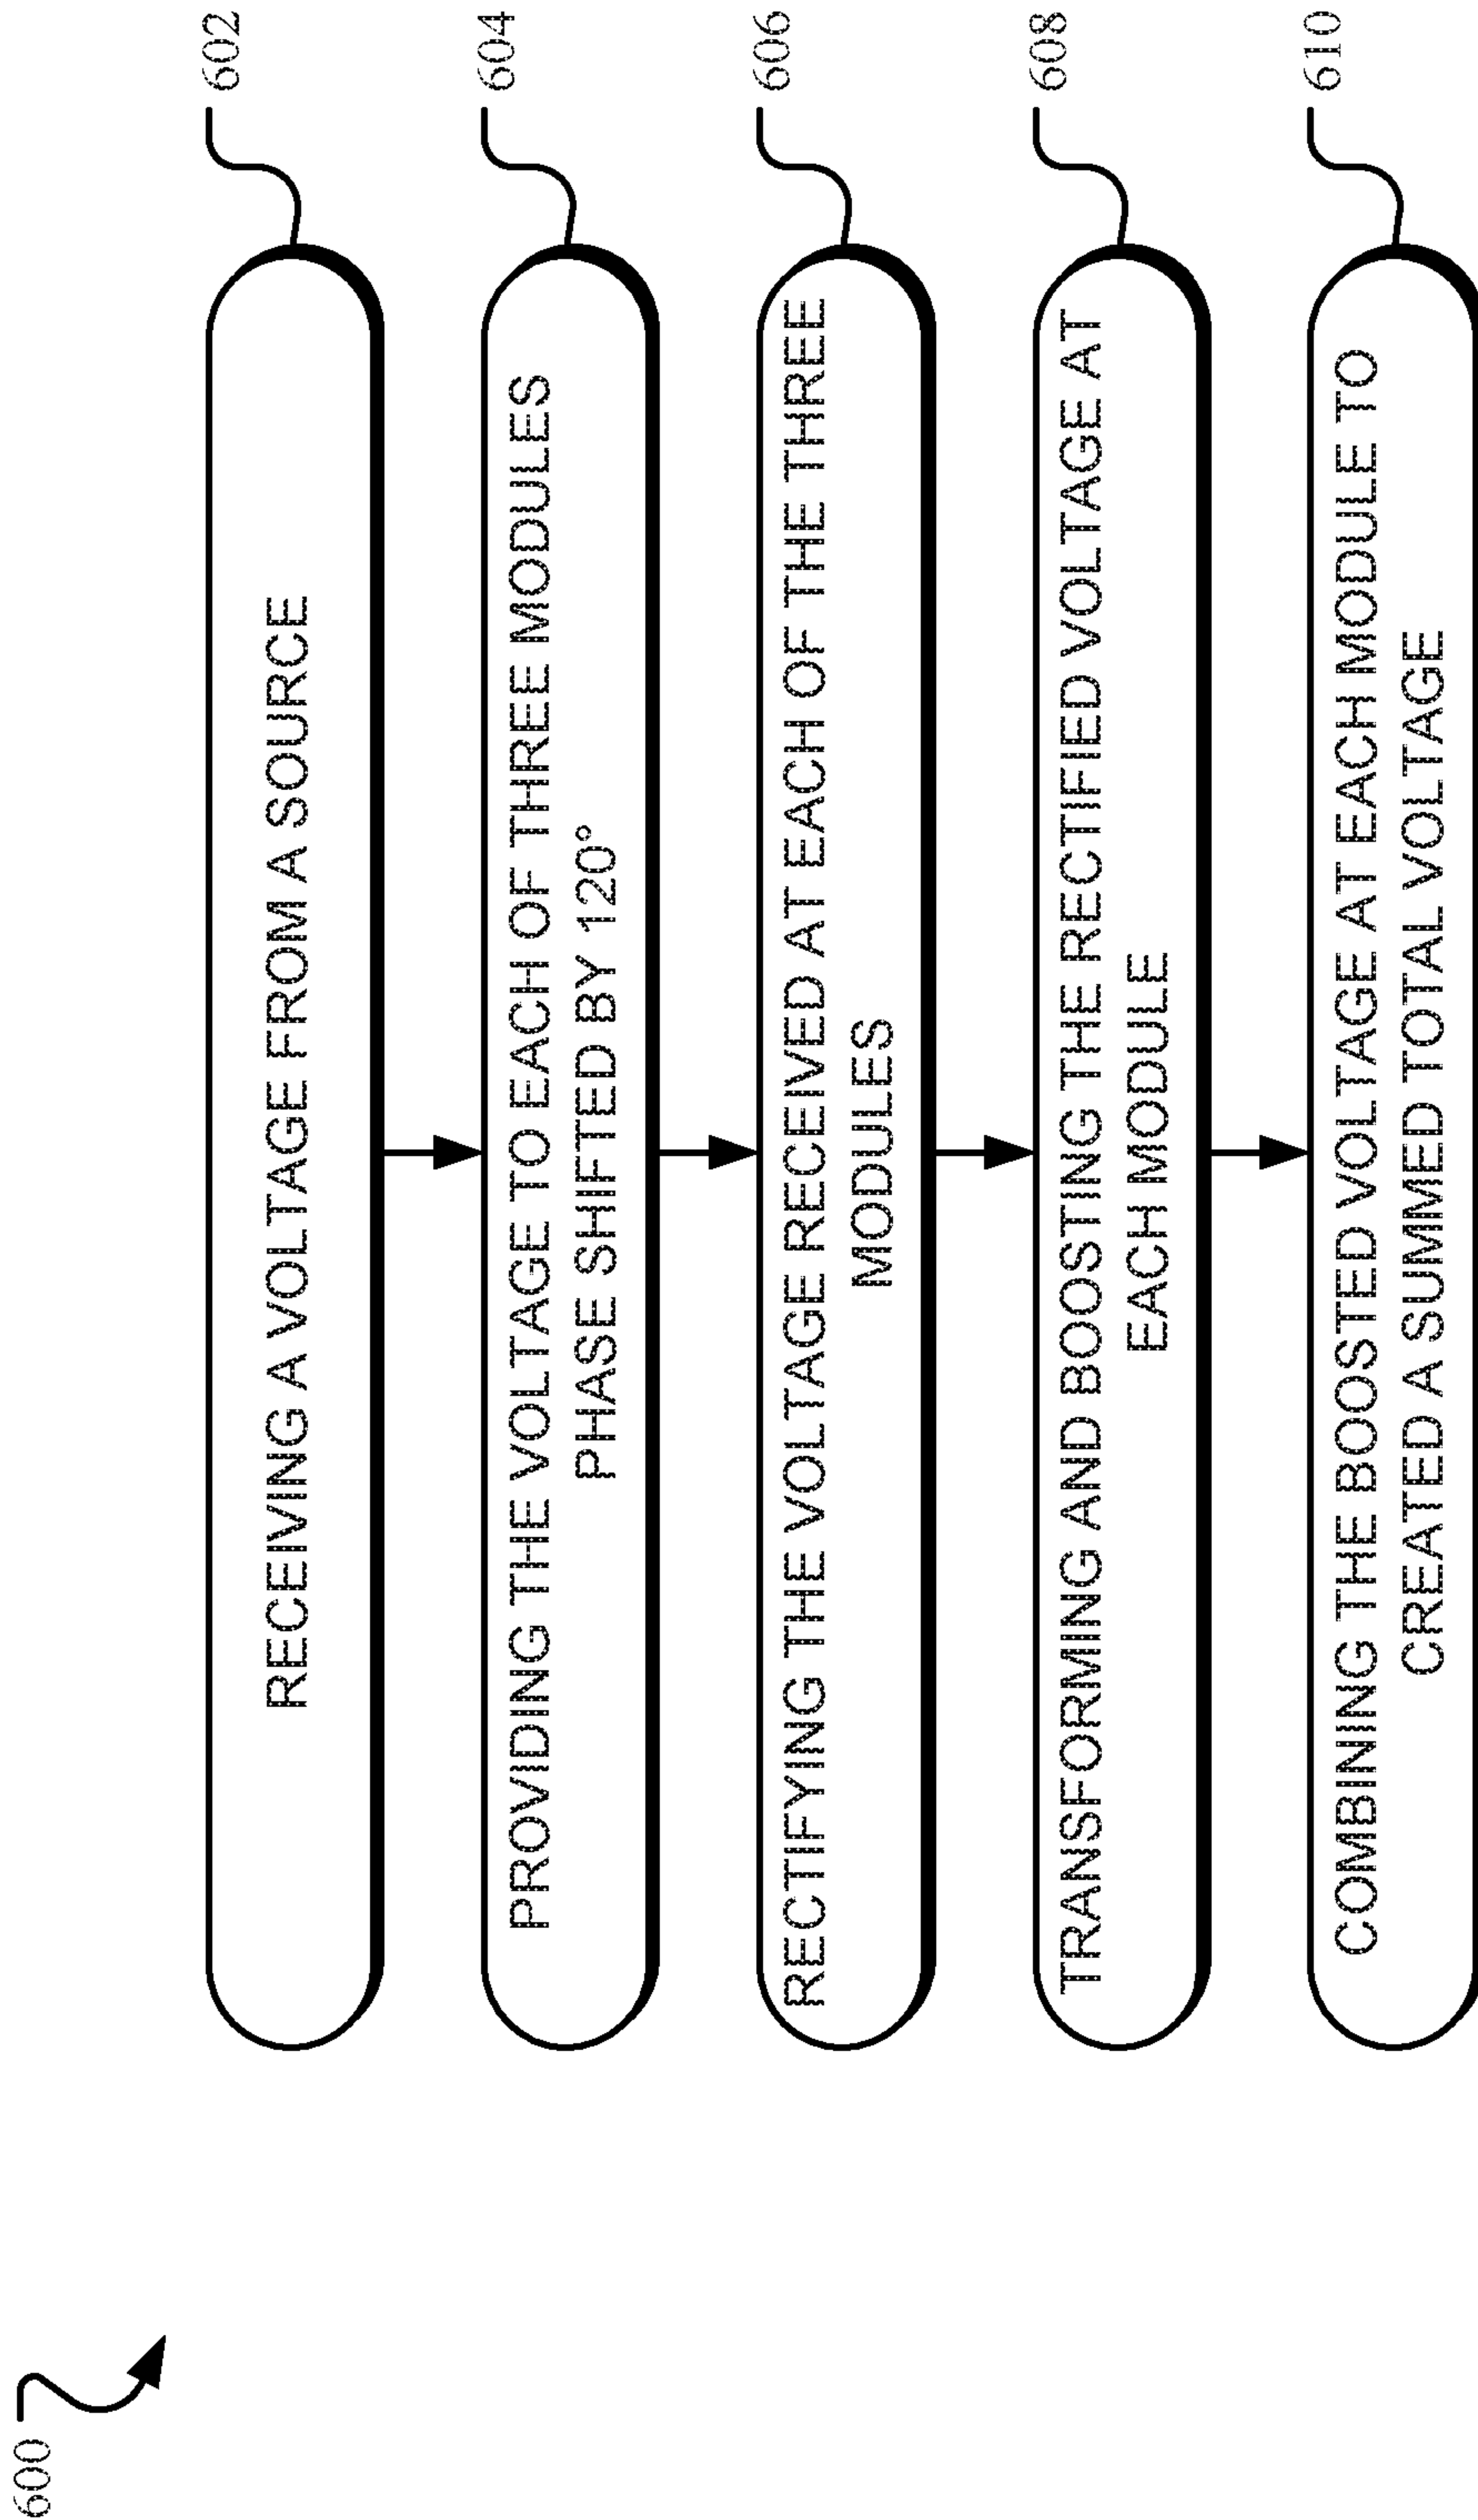 600
RECEIVING A VOLTAGE FROM A SOURCE
602
PROVIDING THE VOLTAGE TO EACH OF THREE MODULES
PHASE SHIFTED BY 120°
604
RECTIFYING THE VOLTAGE RECEIVED AT EACH OF THE THREE
MODULES
606
TRANSFORMING AND BOOSTING THE RECTIFIED VOLTAGE AT
EACH MODULE
608
COMBINING THE BOOSTED VOLTAGE AT EACH MODULE TO
CREATED A SUMMED TOTAL VOLTAGE
610